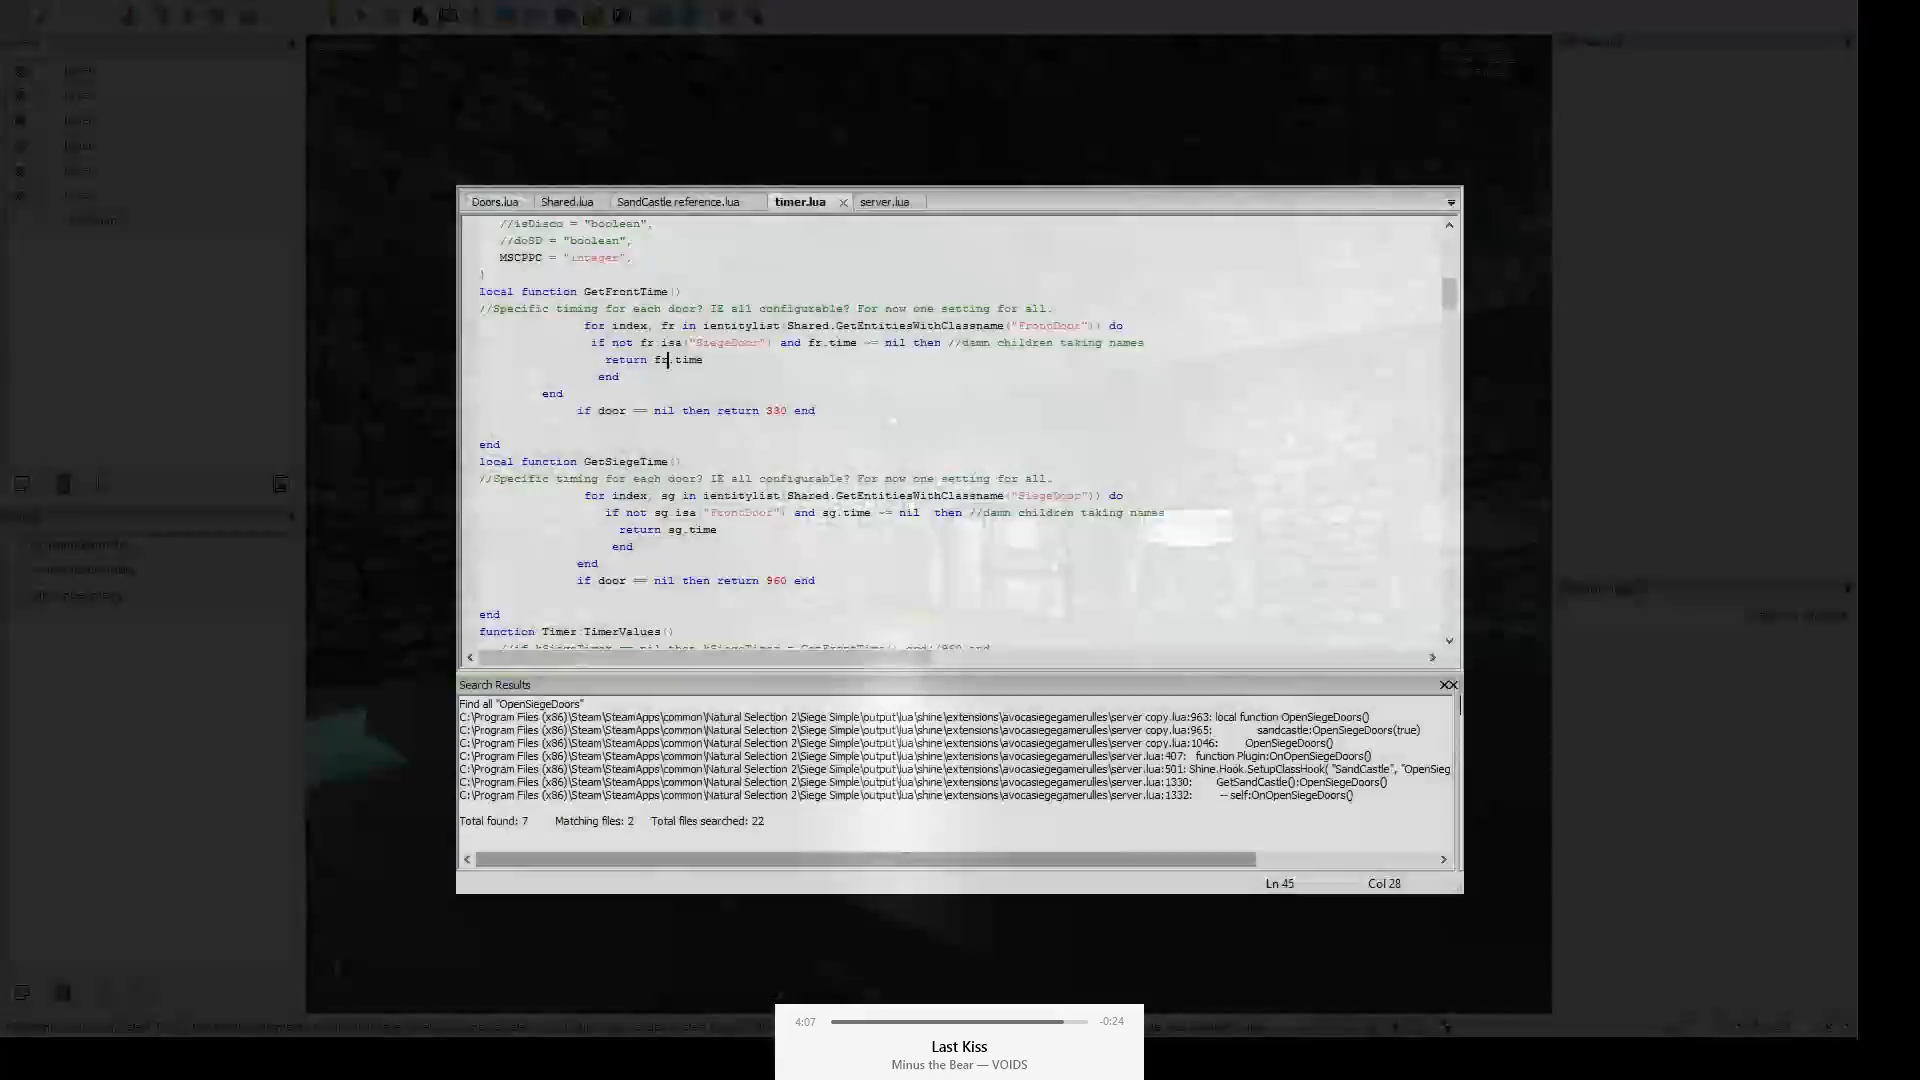 Doors.lua Shared.lua SandCastle reference.lua timer.lua server.lua
//isDisco = "boolean",
//doSD = "boolean",
MSCPPC = "integer",
}
local function GetFrontTime()
//Specific timing for each door? IE all configurable? For now one setting for all.
for index, fr in ientitylist(Shared.GetEntitiesWithClassname("FrontDoor")) do
if not fr:isa("SiegeDoor") and fr.time ~= nil then //damn children taking names
return fr.time
end
end
if door == nil then return 330 end
end
local function GetSiegeTime()
//Specific timing for each door? IE all configurable? For now one setting for all.
for index, sg in ientitylist(Shared.GetEntitiesWithClassname("SiegeDoor")) do
if not sg:isa("FrontDoor") and sg.time ~= nil  then //damn children taking names
return sg.time
end
end
if door == nil then return 960 end
end
function Timer:TimerValues()
Search Results
Find all "OpenSiegeDoors"
C:\Program Files (x86)\Steam\SteamApps\common\Natural Selection 2\Siege Simple\output\lua\shine\extensions\avocasiegegamerulles\server copy.lua:963: local function OpenSiegeDoors()
C:\Program Files (x86)\Steam\SteamApps\common\Natural Selection 2\Siege Simple\output\lua\shine\extensions\avocasiegegamerulles\server copy.lua:965: sandcastle:OpenSiegeDoors(true)
C:\Program Files (x86)\Steam\SteamApps\common\Natural Selection 2\Siege Simple\output\lua\shine\extensions\avocasiegegamerulles\server copy.lua:1046: OpenSiegeDoors()
C:\Program Files (x86)\Steam\SteamApps\common\Natural Selection 2\Siege Simple\output\lua\shine\extensions\avocasiegegamerulles\server.lua:407: function Plugin:OnOpenSiegeDoors()
C:\Program Files (x86)\Steam\SteamApps\common\Natural Selection 2\Siege Simple\output\lua\shine\extensions\avocasiegegamerulles\server.lua:501: Shine.Hook.SetupClassHook( "SandCastle", "OpenSieg
C:\Program Files (x86)\Steam\SteamApps\common\Natural Selection 2\Siege Simple\output\lua\shine\extensions\avocasiegegamerulles\server.lua:1330: GetSandCastle():OpenSiegeDoors()
C:\Program Files (x86)\Steam\SteamApps\common\Natural Selection 2\Siege Simple\output\lua\shine\extensions\avocasiegegamerulles\server.lua:1332: -- self:OnOpenSiegeDoors()
Total found: 7 Matching files: 2 Total files searched: 22
Ln 45 Col 28
4:07 -0:24
Last Kiss
Minus the Bear — VOIDS